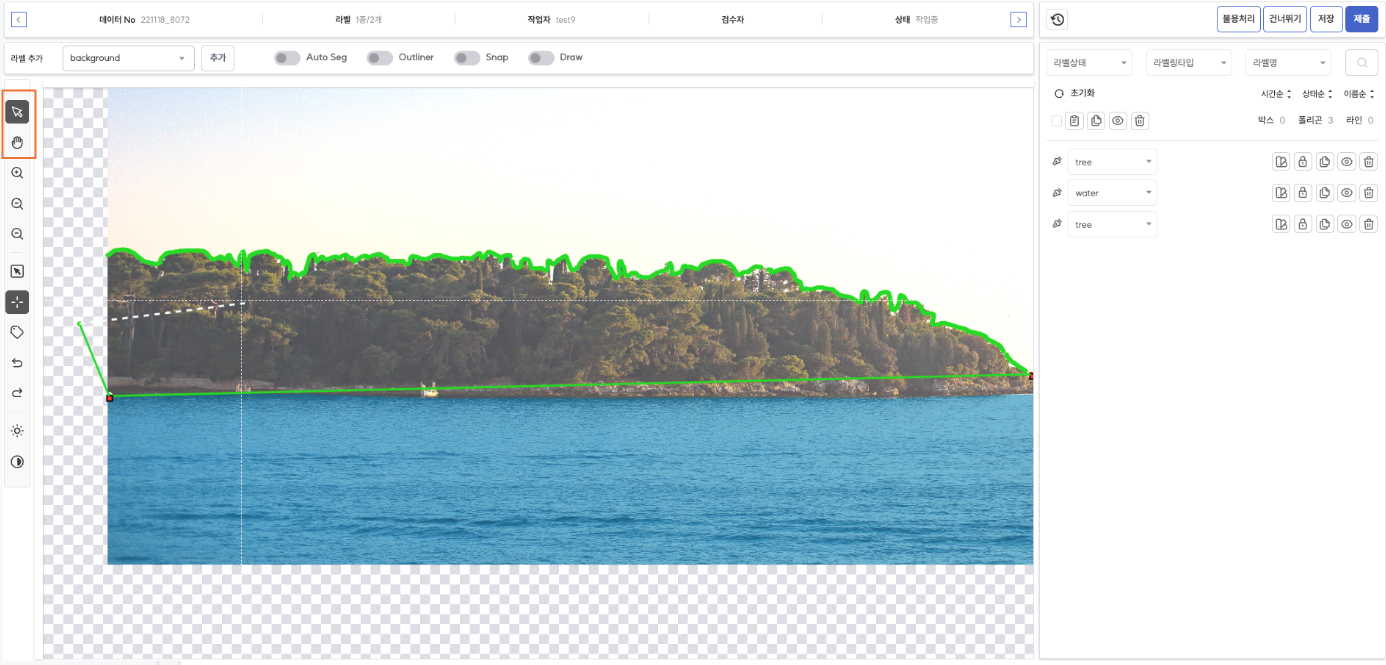 데이터 No 221118_8072 라벨 1종/2개 작업자 test9 검수자 상태 작업중
불용처리 건너뛰기 저장 제출
라벨 추가 background 추가 Auto Seg Outliner Snap Draw
라벨상태 라벨링타입 라벨명
초기화 시간순 상태순 이름순
박스 0 폴리곤 3 라인 0
tree
water
tree